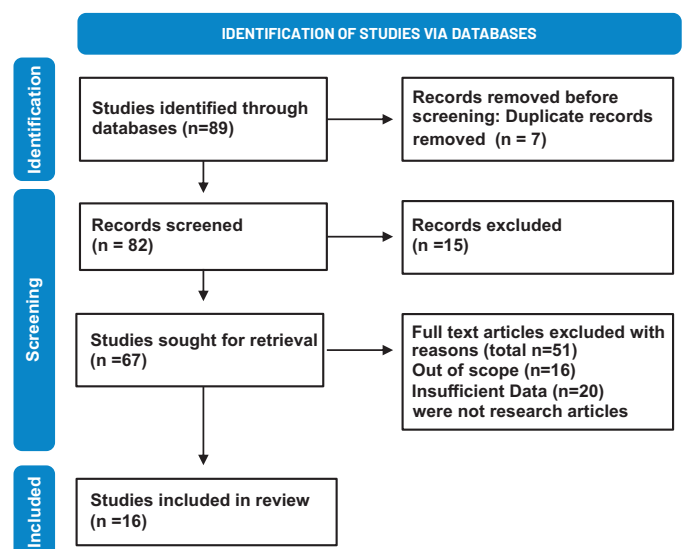 IDENTIFICATION OF STUDIES VIA DATABASES
Identification
Studies identified through
databases (n=89)
Records removed before
screening: Duplicate records
removed (n = 7)
Screening
Records screened
(n = 82)
Records excluded
(n =15)
Studies sought for retrieval
(n =67)
Full text articles excluded with
reasons (total n=51)
Out of scope (n=16)
Insufficient Data (n=20)
were not research articles
Included
Studies included in review
(n =16)